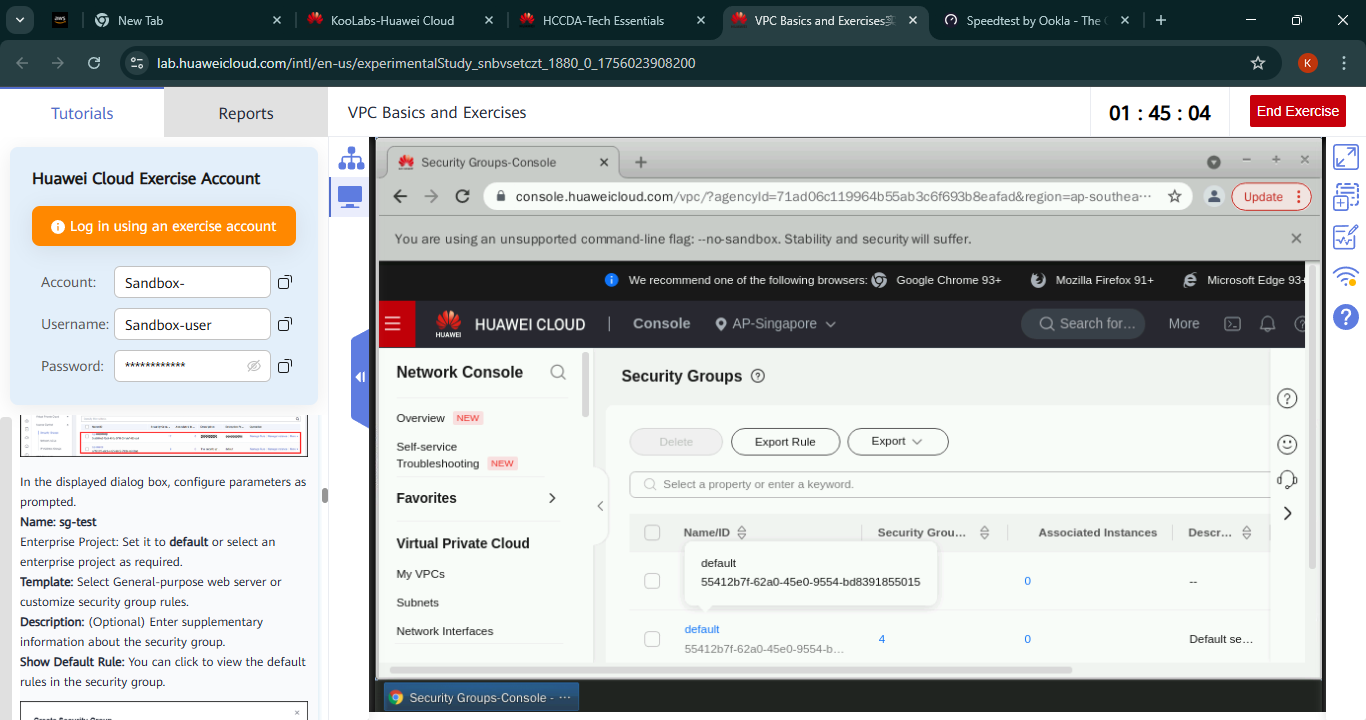 New Tab
KooLabs-Huawei Cloud
HCCDA-Tech Essentials
VPC Basics and Exercises
Speedtest by Ookla - The
lab.huaweicloud.com/intl/en-us/experimentalStudy_snbvsetczt_1880_0_1756023908200
K
Tutorials
Reports
VPC Basics and Exercises
01 : 45 : 04
End Exercise
Huawei Cloud Exercise Account
Log in using an exercise account
Account: Sandbox-
Username: Sandbox-user
Password: ************
In the displayed dialog box, configure parameters as
prompted.
Name: sg-test
Enterprise Project: Set it to default or select an
enterprise project as required.
Template: Select General-purpose web server or
customize security group rules.
Description: (Optional) Enter supplementary
information about the security group.
Show Default Rule: You can click to view the default
rules in the security group.
Security Groups-Console
console.huaweicloud.com/vpc/?agencyId=71ad06c119964b55ab3c6f693b8eafad&region=ap-southea···
Update
You are using an unsupported command-line flag: --no-sandbox. Stability and security will suffer.
We recommend one of the following browsers: Google Chrome 93+ Mozilla Firefox 91+ Microsoft Edge 93+
HUAWEI
HUAWEI CLOUD | Console AP-Singapore Search for... More
Network Console
Overview NEW
Self-service
Troubleshooting NEW
Favorites
Virtual Private Cloud
My VPCs
Subnets
Network Interfaces
Security Groups
Delete Export Rule Export
Select a property or enter a keyword.
Name/ID Security Grou... Associated Instances Descr...
default
55412b7f-62a0-45e0-9554-bd8391855015
0 --
default
55412b7f-62a0-45e0-9554-b...
4 0 Default se...
Security Groups-Console - ···